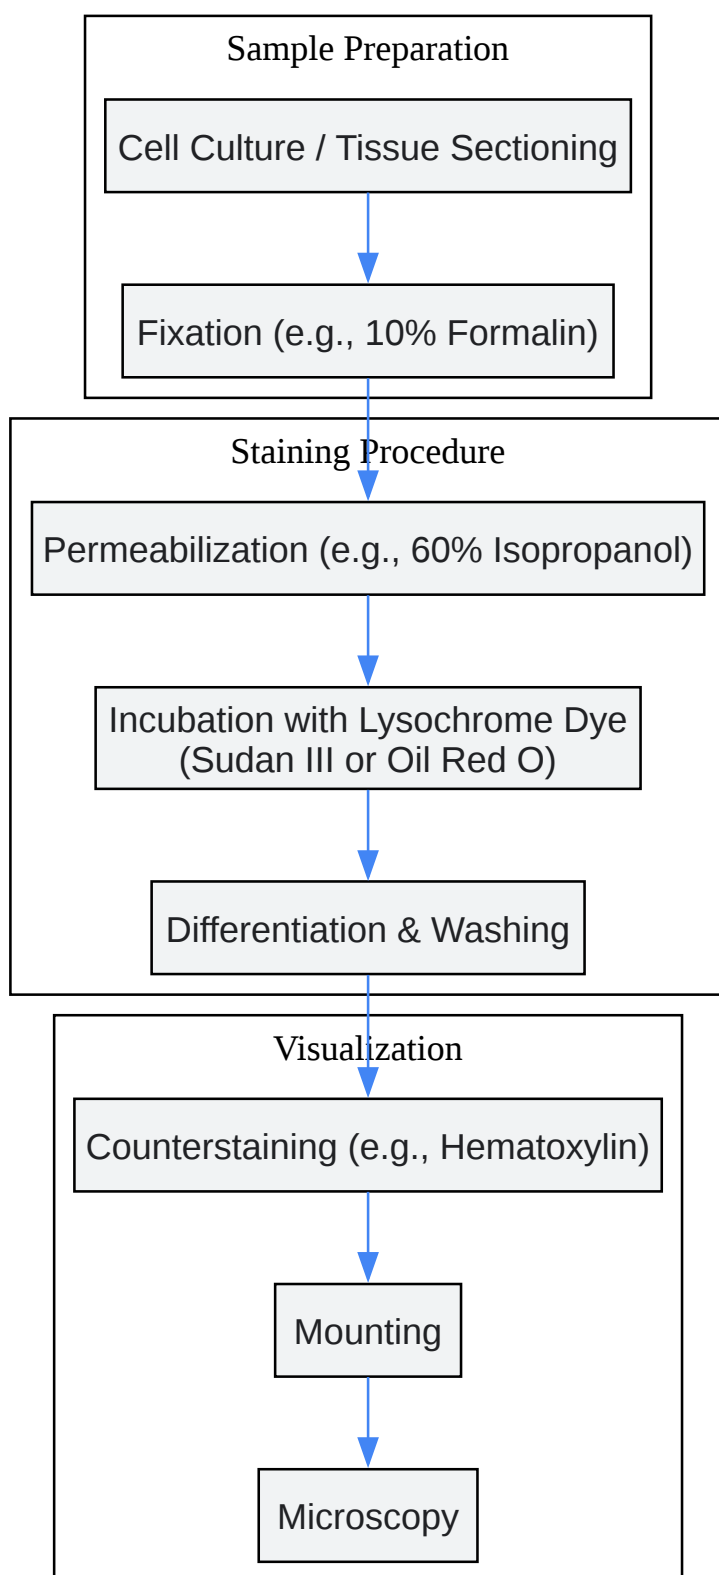 Sample Preparation
Cell Culture / Tissue Sectioning
Fixation (e.g., 10% Formalin)
Staining Procedure
Permeabilization (e.g., 60% Isopropanol)
Incubation with Lysochrome Dye
(Sudan III or Oil Red O)
Differentiation & Washing
Visualization
Counterstaining (e.g., Hematoxylin)
Mounting
Microscopy